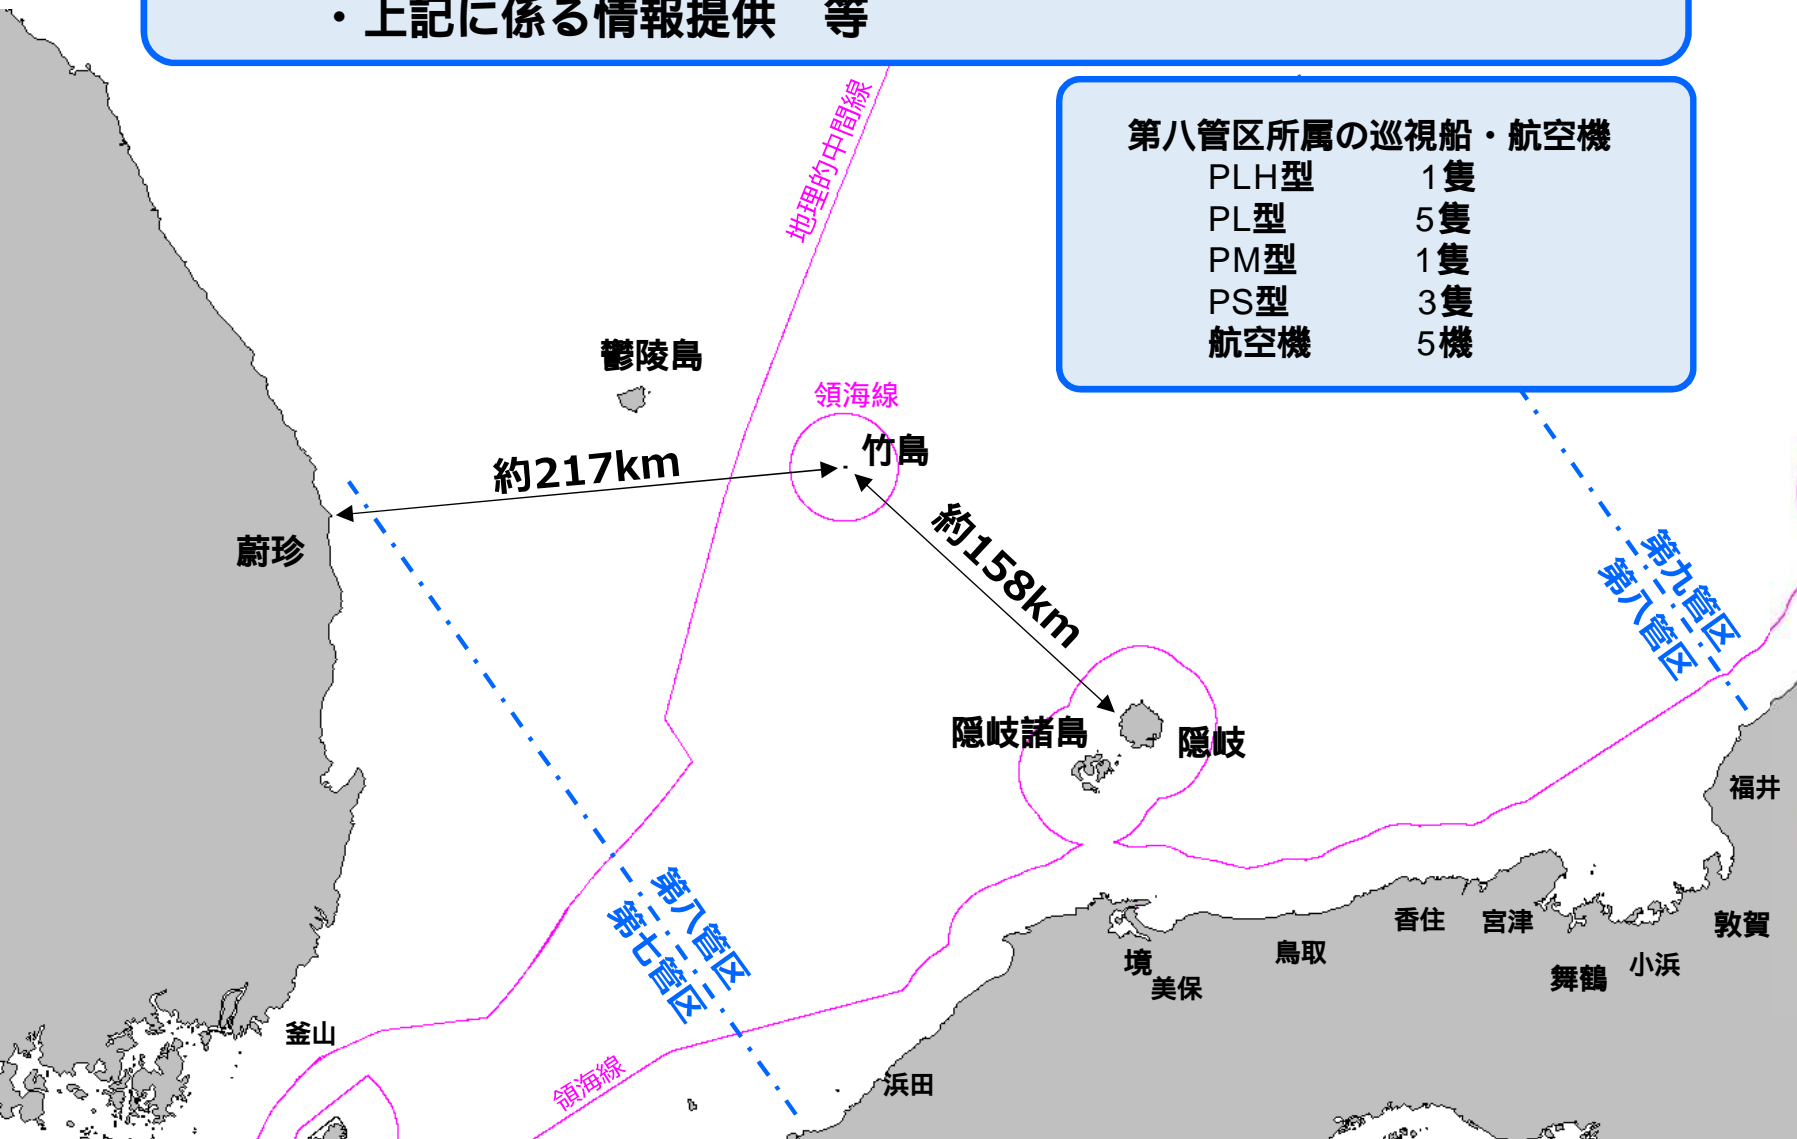 ・上記に係る情報提供　等
地理的中間線
第八管区所属の巡視船・航空機
PLH型 1隻
PL型 5隻
PM型 1隻
PS型 3隻
航空機 5機
鬱陵島
領海線
竹島
約217km
約158km
蔚珍
第九管区
第八管区
隠岐諸島
隠岐
福井
第八管区
第七管区
香住
宮津
敦賀
鳥取
境
美保
舞鶴
小浜
釜山
領海線
浜田